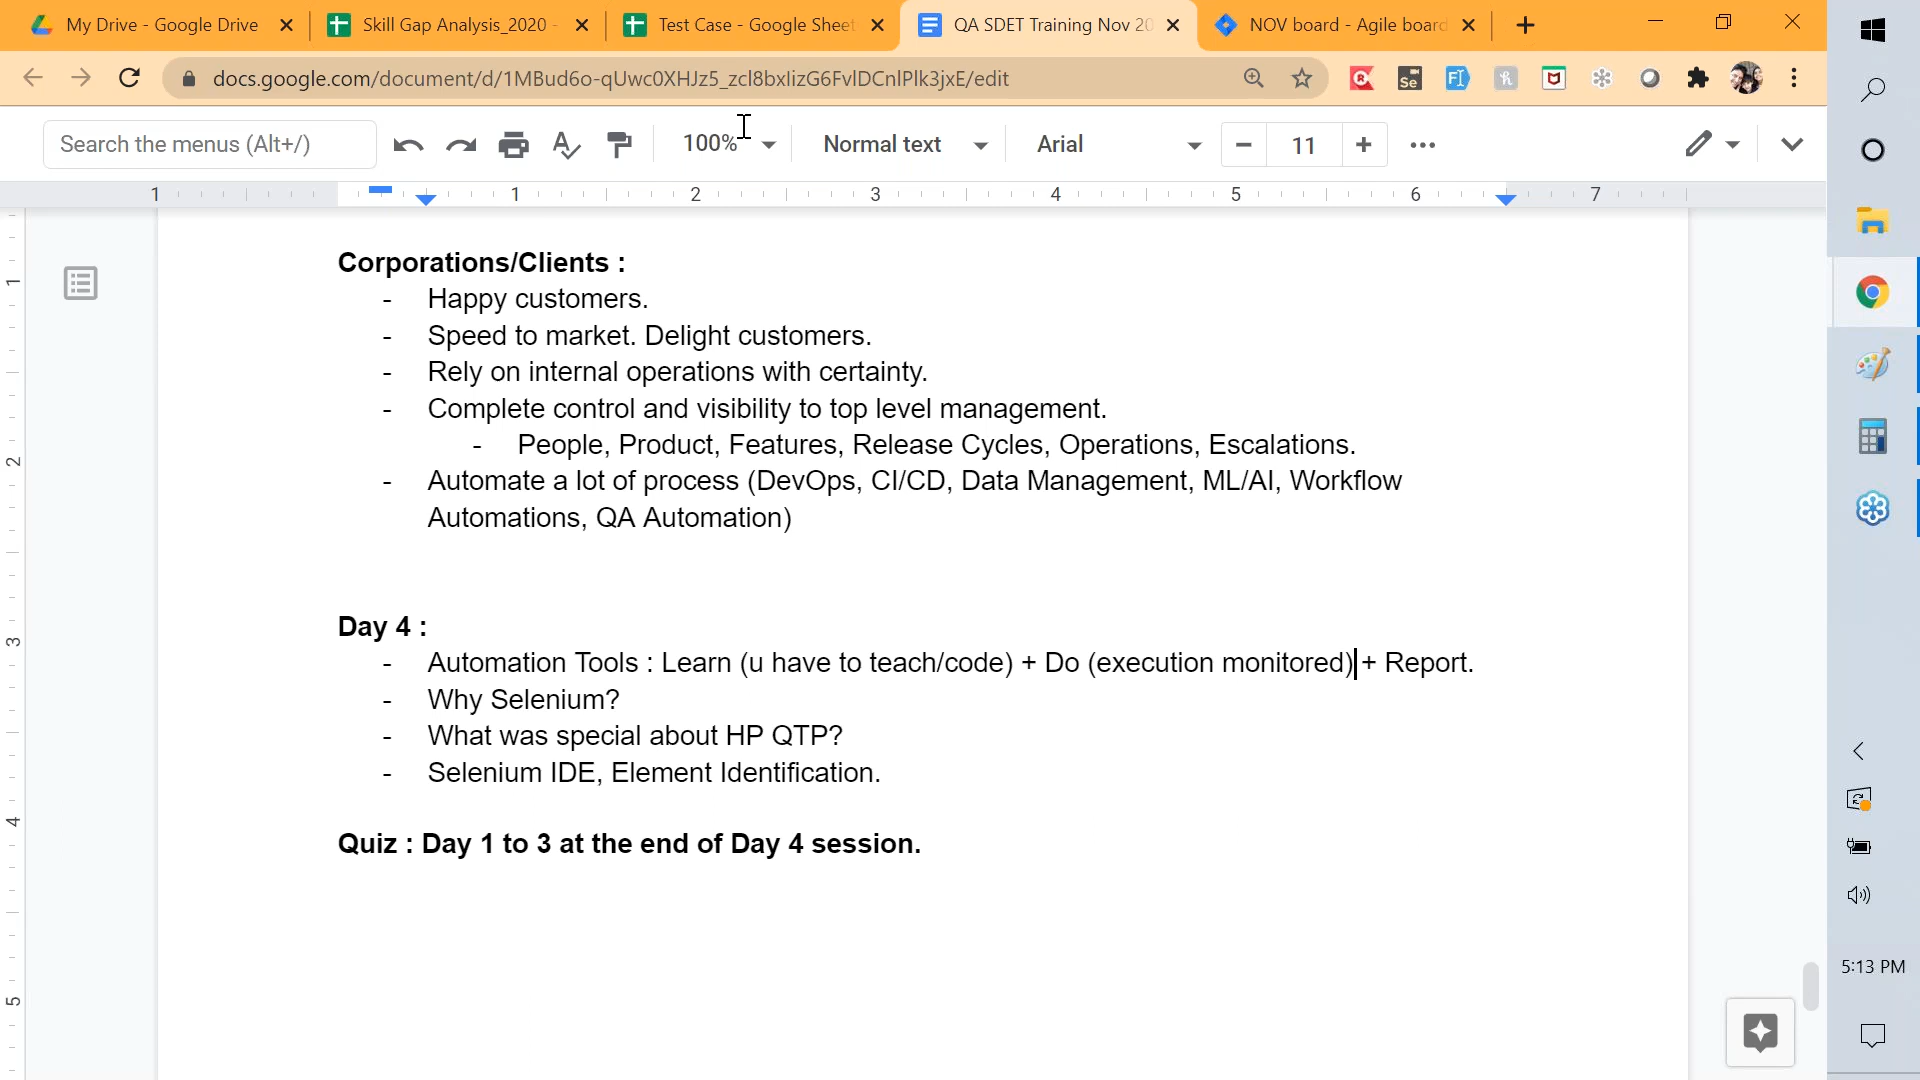 My Drive - Google Drive
Skill Gap Analysis_2020 -
Test Case - Google Sheet
QA SDET Training Nov 20
NOV board - Agile board
docs.google.com/document/d/1MBud6o-qUwc0XHJz5_zcl8bxIizG6FvlDCnlPlk3jxE/edit
Search the menus (Alt+/)
100%
Normal text
Arial
11
1 1 2 3 4 5 6 7
Corporations/Clients :
- Happy customers.
- Speed to market. Delight customers.
- Rely on internal operations with certainty.
- Complete control and visibility to top level management.
- People, Product, Features, Release Cycles, Operations, Escalations.
- Automate a lot of process (DevOps, CI/CD, Data Management, ML/AI, Workflow
Automations, QA Automation)
Day 4 :
- Automation Tools : Learn (u have to teach/code) + Do (execution monitored) + Report.
- Why Selenium?
- What was special about HP QTP?
- Selenium IDE, Element Identification.
Quiz : Day 1 to 3 at the end of Day 4 session.
1
2
3
4
5
Se
5:13 PM